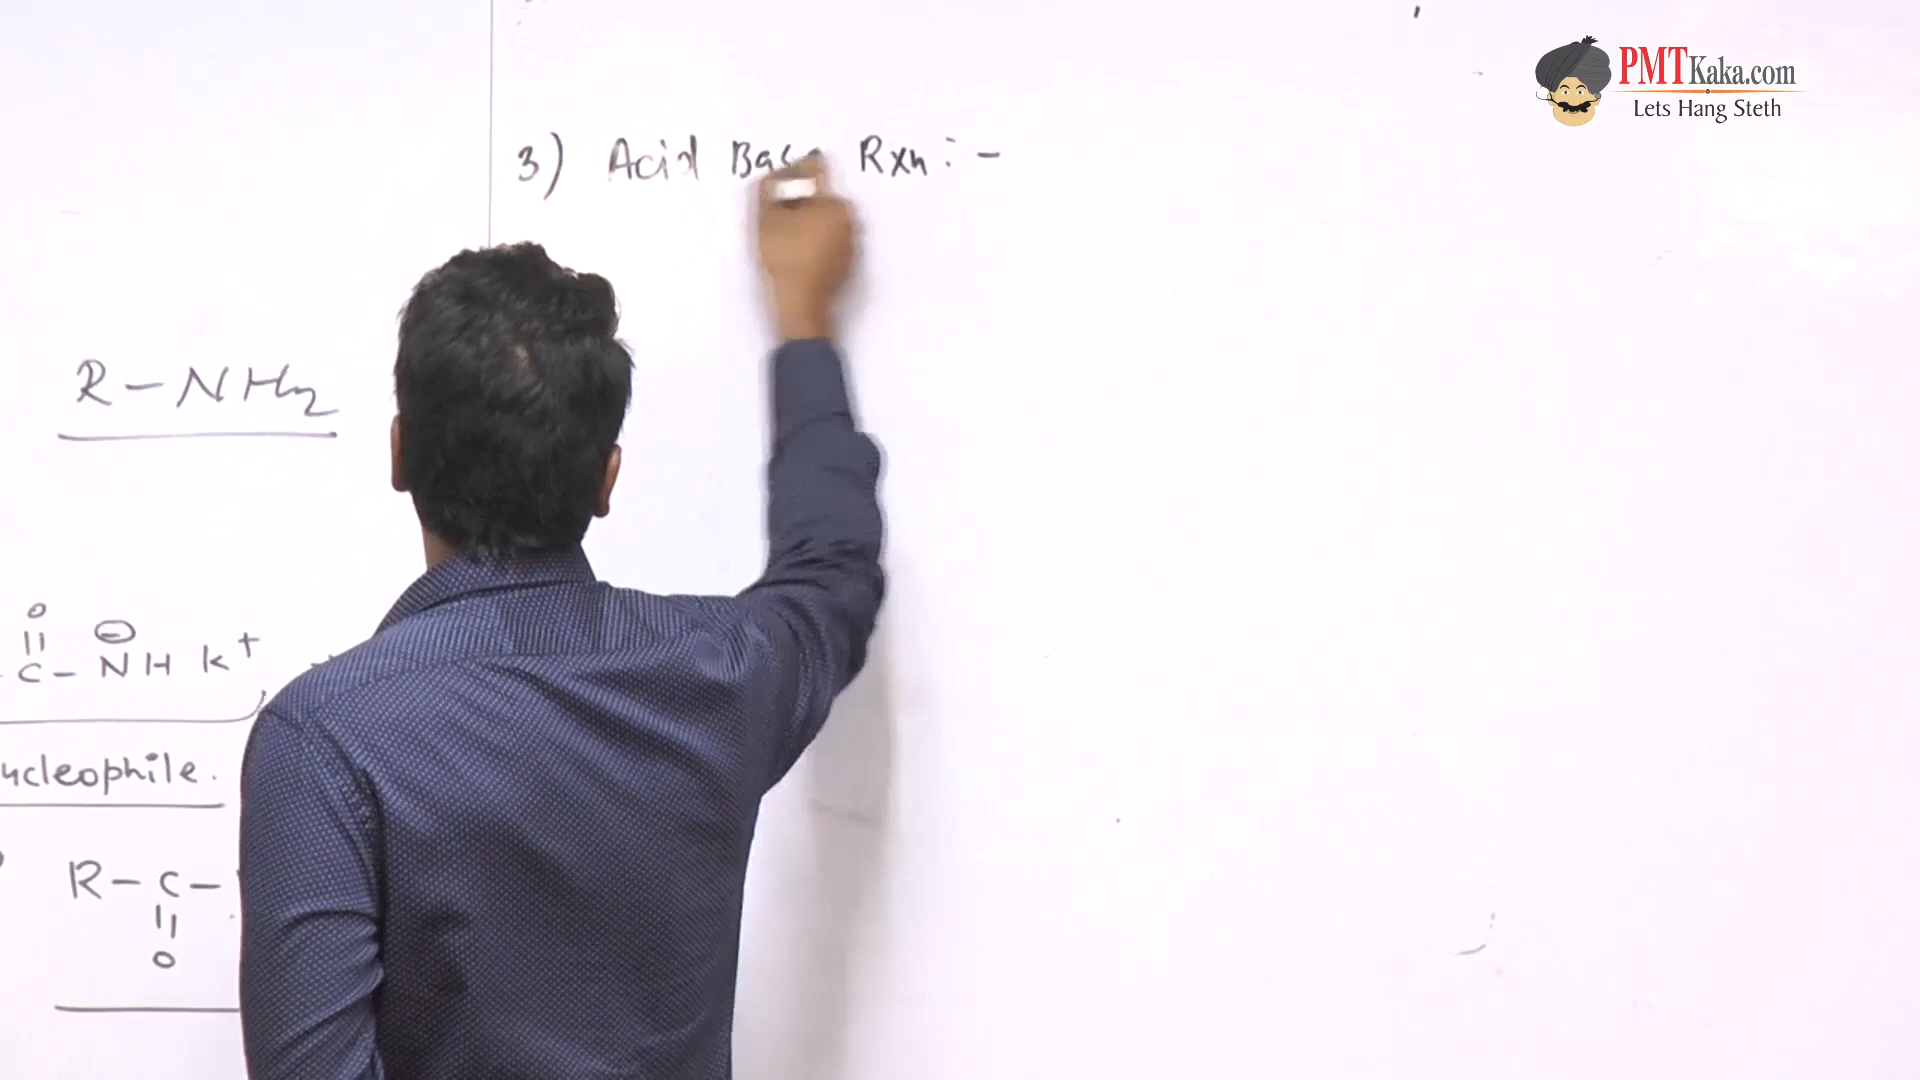 PMTKaka.com
Lets Hang Steth
3) Acid Base Rxn : -
R - NH2
O
||
C - NH K+
ucleophile.
R - C -
||
O